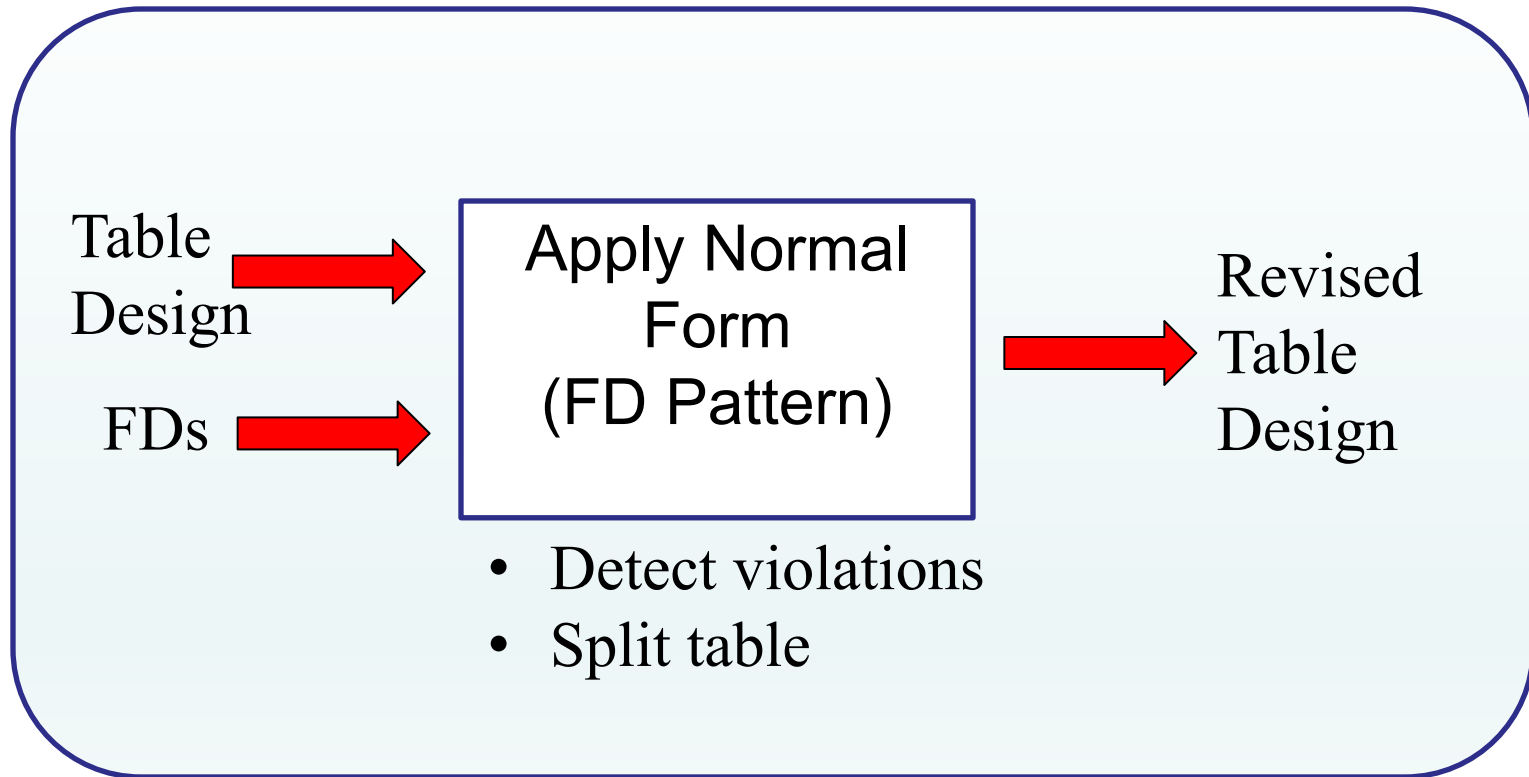 Table
Design
FDs
Apply Normal
Form
(FD Pattern)
• Detect violations
• Split table
Revised
Table
Design